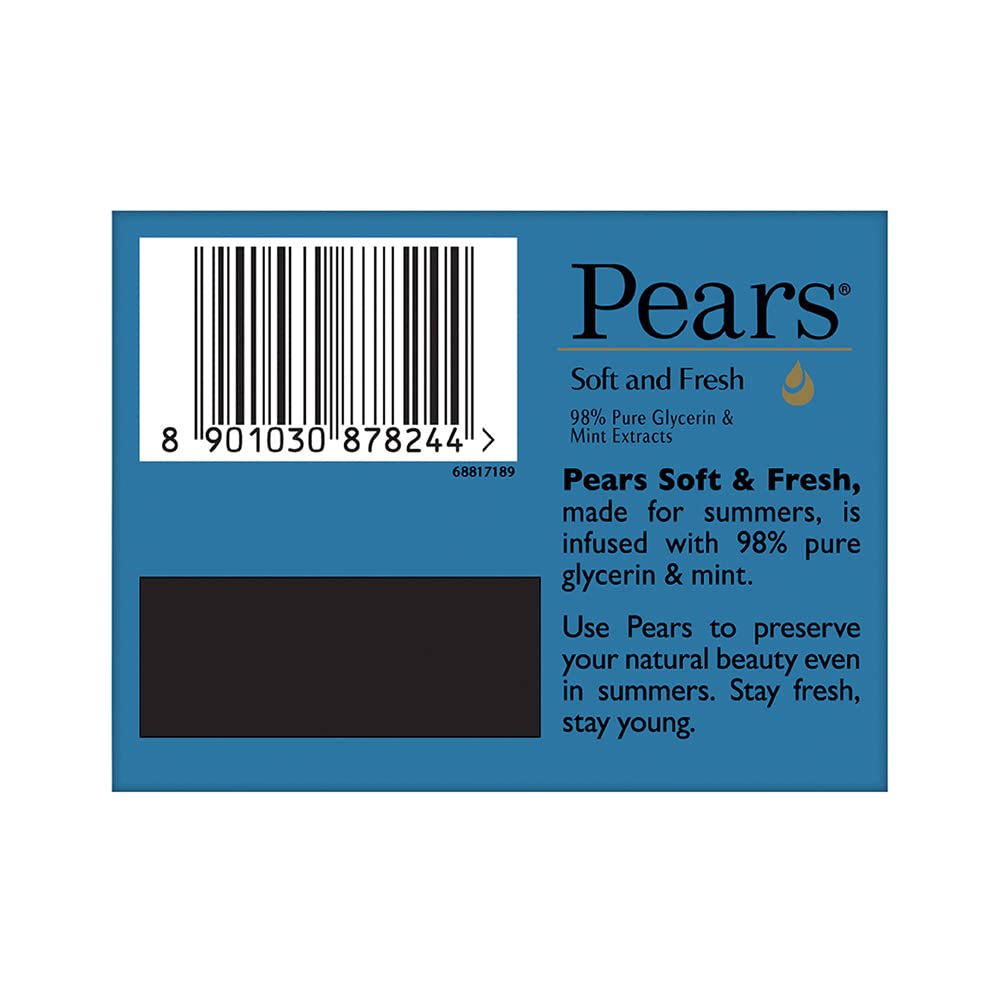 8 901030 878244 >
68817189
Pears®
Soft and Fresh
98% Pure Glycerin &
Mint Extracts
Pears Soft & Fresh,
made for summers, is
infused with 98% pure
glycerin & mint.
Use Pears to preserve
your natural beauty even
in summers. Stay fresh,
stay young.